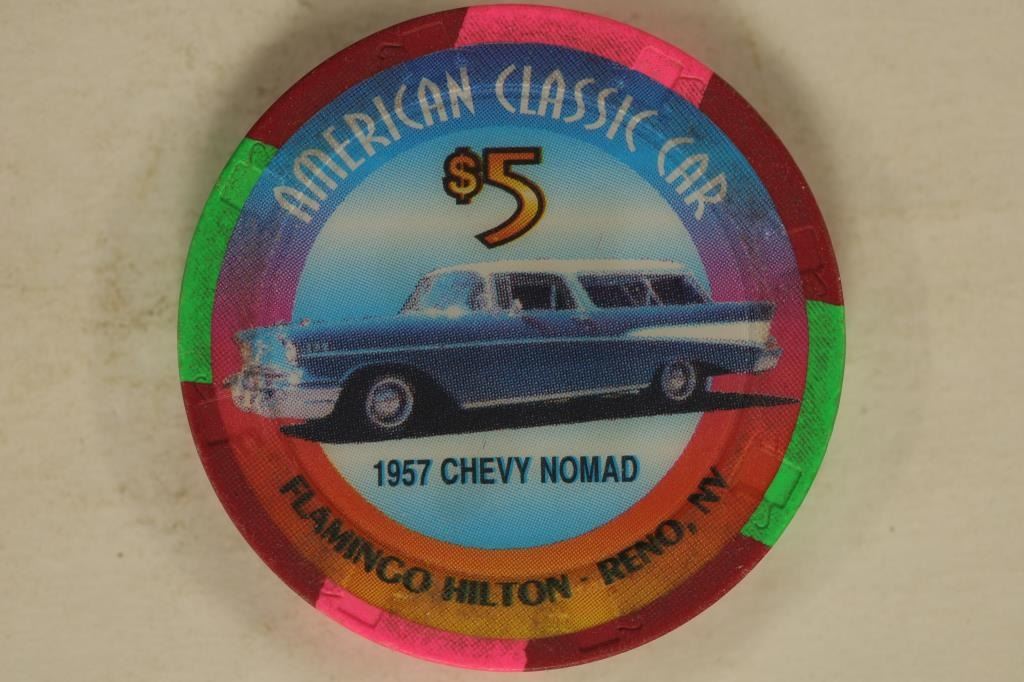 AMERICAN CLASSIC CAR
$5
1957 CHEVY NOMAD
FLAMINGO HILTON · RENO, NV